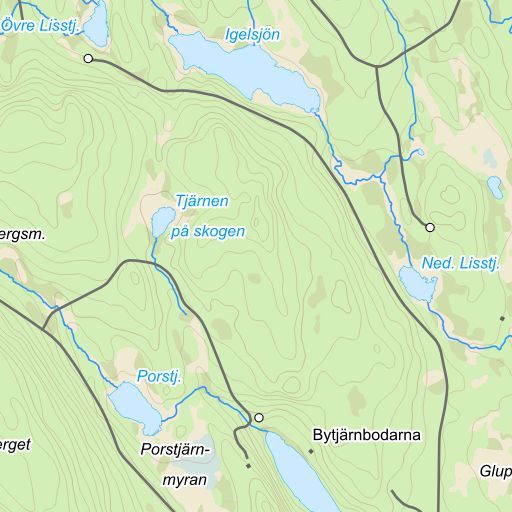 Övre Lisstj.
Igelsjön
Tjärnen
på skogen
ergsm.
Ned. Lisstj.
Porstj.
Bytjärnbodarna
erget
Porstjärn-
myran
Glup